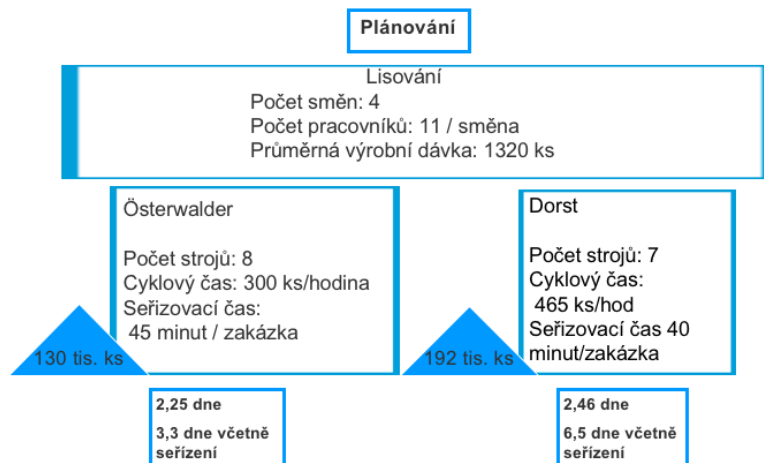 Plánování
Lisování
Počet směn: 4
Počet pracovníků: 11 / směna
Průměrná výrobní dávka: 1320 ks
Österwalder
Počet strojů: 8
Cyklový čas: 300 ks/hodina
Seřizovací čas:
45 minut / zakázka
130 tis. ks
2,25 dne
3,3 dne včetně
seřízení
Dorst
Počet strojů: 7
Cyklový čas:
465 ks/hod
Seřizovací čas 40
minut/zakázka
192 tis. ks
2,46 dne
6,5 dne včetně
seřízení